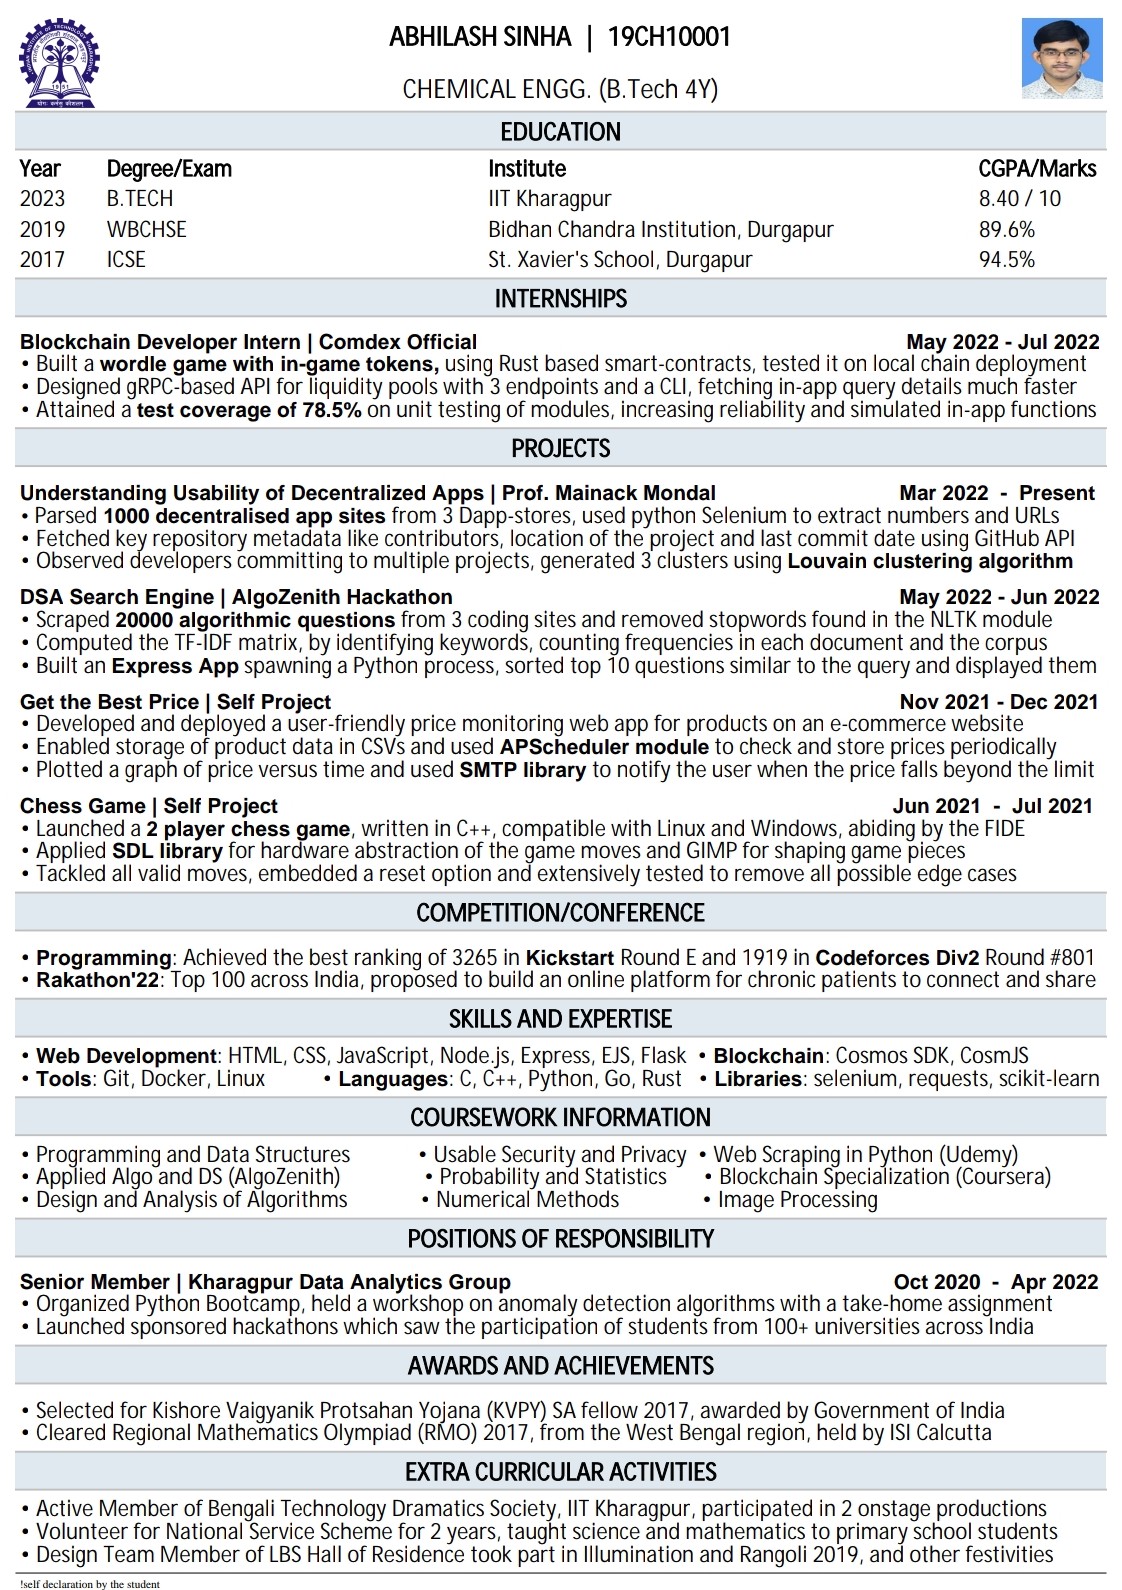 ABHILASH SINHA | 19CH10001
CHEMICAL ENGG. (B.Tech 4Y)
1951
योगः कर्मसु कौशलम्
EDUCATION
Year Degree/Exam Institute CGPA/Marks
2023 B.TECH IIT Kharagpur 8.40 / 10
2019 WBCHSE Bidhan Chandra Institution, Durgapur 89.6%
2017 ICSE St. Xavier's School, Durgapur 94.5%
INTERNSHIPS
Blockchain Developer Intern | Comdex Official May 2022 - Jul 2022
• Built a wordle game with in-game tokens, using Rust based smart-contracts, tested it on local chain deployment
• Designed gRPC-based API for liquidity pools with 3 endpoints and a CLI, fetching in-app query details much faster
• Attained a test coverage of 78.5% on unit testing of modules, increasing reliability and simulated in-app functions
PROJECTS
Understanding Usability of Decentralized Apps | Prof. Mainack Mondal Mar 2022 - Present
• Parsed 1000 decentralised app sites from 3 Dapp-stores, used python Selenium to extract numbers and URLs
• Fetched key repository metadata like contributors, location of the project and last commit date using GitHub API
• Observed developers committing to multiple projects, generated 3 clusters using Louvain clustering algorithm
DSA Search Engine | AlgoZenith Hackathon May 2022 - Jun 2022
• Scraped 20000 algorithmic questions from 3 coding sites and removed stopwords found in the NLTK module
• Computed the TF-IDF matrix, by identifying keywords, counting frequencies in each document and the corpus
• Built an Express App spawning a Python process, sorted top 10 questions similar to the query and displayed them
Get the Best Price | Self Project Nov 2021 - Dec 2021
• Developed and deployed a user-friendly price monitoring web app for products on an e-commerce website
• Enabled storage of product data in CSVs and used APScheduler module to check and store prices periodically
• Plotted a graph of price versus time and used SMTP library to notify the user when the price falls beyond the limit
Chess Game | Self Project Jun 2021 - Jul 2021
• Launched a 2 player chess game, written in C++, compatible with Linux and Windows, abiding by the FIDE
• Applied SDL library for hardware abstraction of the game moves and GIMP for shaping game pieces
• Tackled all valid moves, embedded a reset option and extensively tested to remove all possible edge cases
COMPETITION/CONFERENCE
• Programming: Achieved the best ranking of 3265 in Kickstart Round E and 1919 in Codeforces Div2 Round #801
• Rakathon'22: Top 100 across India, proposed to build an online platform for chronic patients to connect and share
SKILLS AND EXPERTISE
• Web Development: HTML, CSS, JavaScript, Node.js, Express, EJS, Flask • Blockchain: Cosmos SDK, CosmJS
• Tools: Git, Docker, Linux • Languages: C, C++, Python, Go, Rust • Libraries: selenium, requests, scikit-learn
COURSEWORK INFORMATION
• Programming and Data Structures • Usable Security and Privacy • Web Scraping in Python (Udemy)
• Applied Algo and DS (AlgoZenith) • Probability and Statistics • Blockchain Specialization (Coursera)
• Design and Analysis of Algorithms • Numerical Methods • Image Processing
POSITIONS OF RESPONSIBILITY
Senior Member | Kharagpur Data Analytics Group Oct 2020 - Apr 2022
• Organized Python Bootcamp, held a workshop on anomaly detection algorithms with a take-home assignment
• Launched sponsored hackathons which saw the participation of students from 100+ universities across India
AWARDS AND ACHIEVEMENTS
• Selected for Kishore Vaigyanik Protsahan Yojana (KVPY) SA fellow 2017, awarded by Government of India
• Cleared Regional Mathematics Olympiad (RMO) 2017, from the West Bengal region, held by ISI Calcutta
EXTRA CURRICULAR ACTIVITIES
• Active Member of Bengali Technology Dramatics Society, IIT Kharagpur, participated in 2 onstage productions
• Volunteer for National Service Scheme for 2 years, taught science and mathematics to primary school students
• Design Team Member of LBS Hall of Residence took part in Illumination and Rangoli 2019, and other festivities
!self declaration by the student